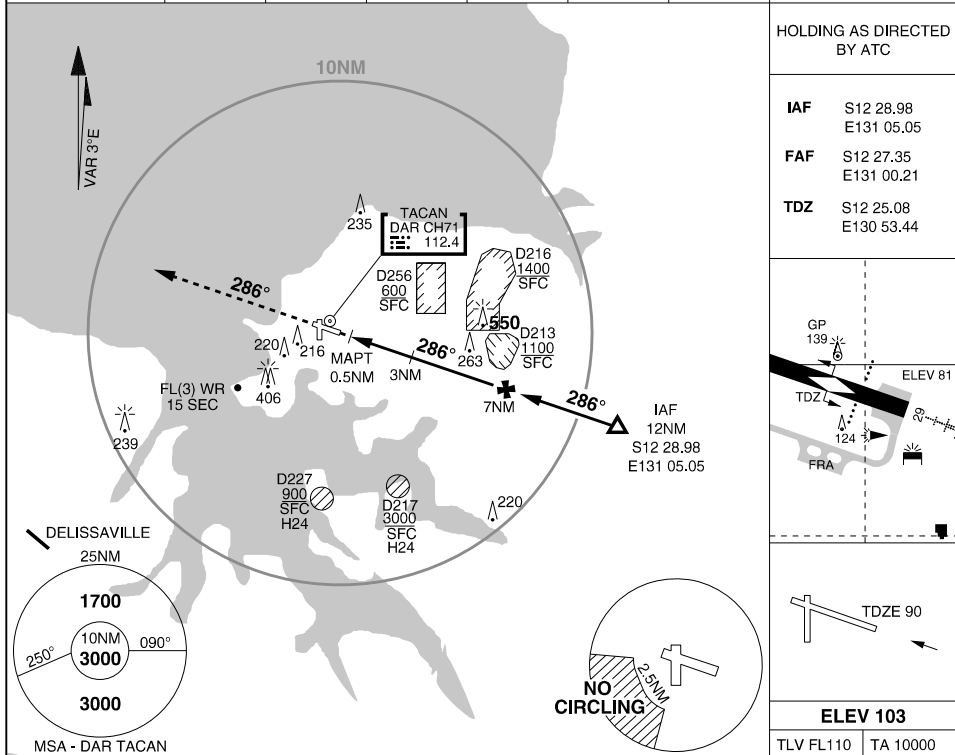 10NM
VAR 3°E
235
TACAN
DAR CH71
112.4
D256
600
SFC
D216
1400
SFC
550
D213
1100
SFC
263
286°
220
216
MAPT
0.5NM
286°
3NM
7NM
286°
IAF
12NM
S12 28.98
E131 05.05
FL(3) WR
15 SEC
406
239
D227
900
SFC
H24
D217
3000
SFC
H24
220
DELISSAVILLE
25NM
1700
10NM
3000
250°
090°
3000
MSA - DAR TACAN
NO
CIRCLING
2.5NM
HOLDING AS DIRECTED
BY ATC
IAF S12 28.98
E131 05.05
FAF S12 27.35
E131 00.21
TDZ S12 25.08
E130 53.44
GP
139
ELEV 81
TDZ
124
29
FRA
TDZE 90
ELEV 103
TLV FL110 TA 10000